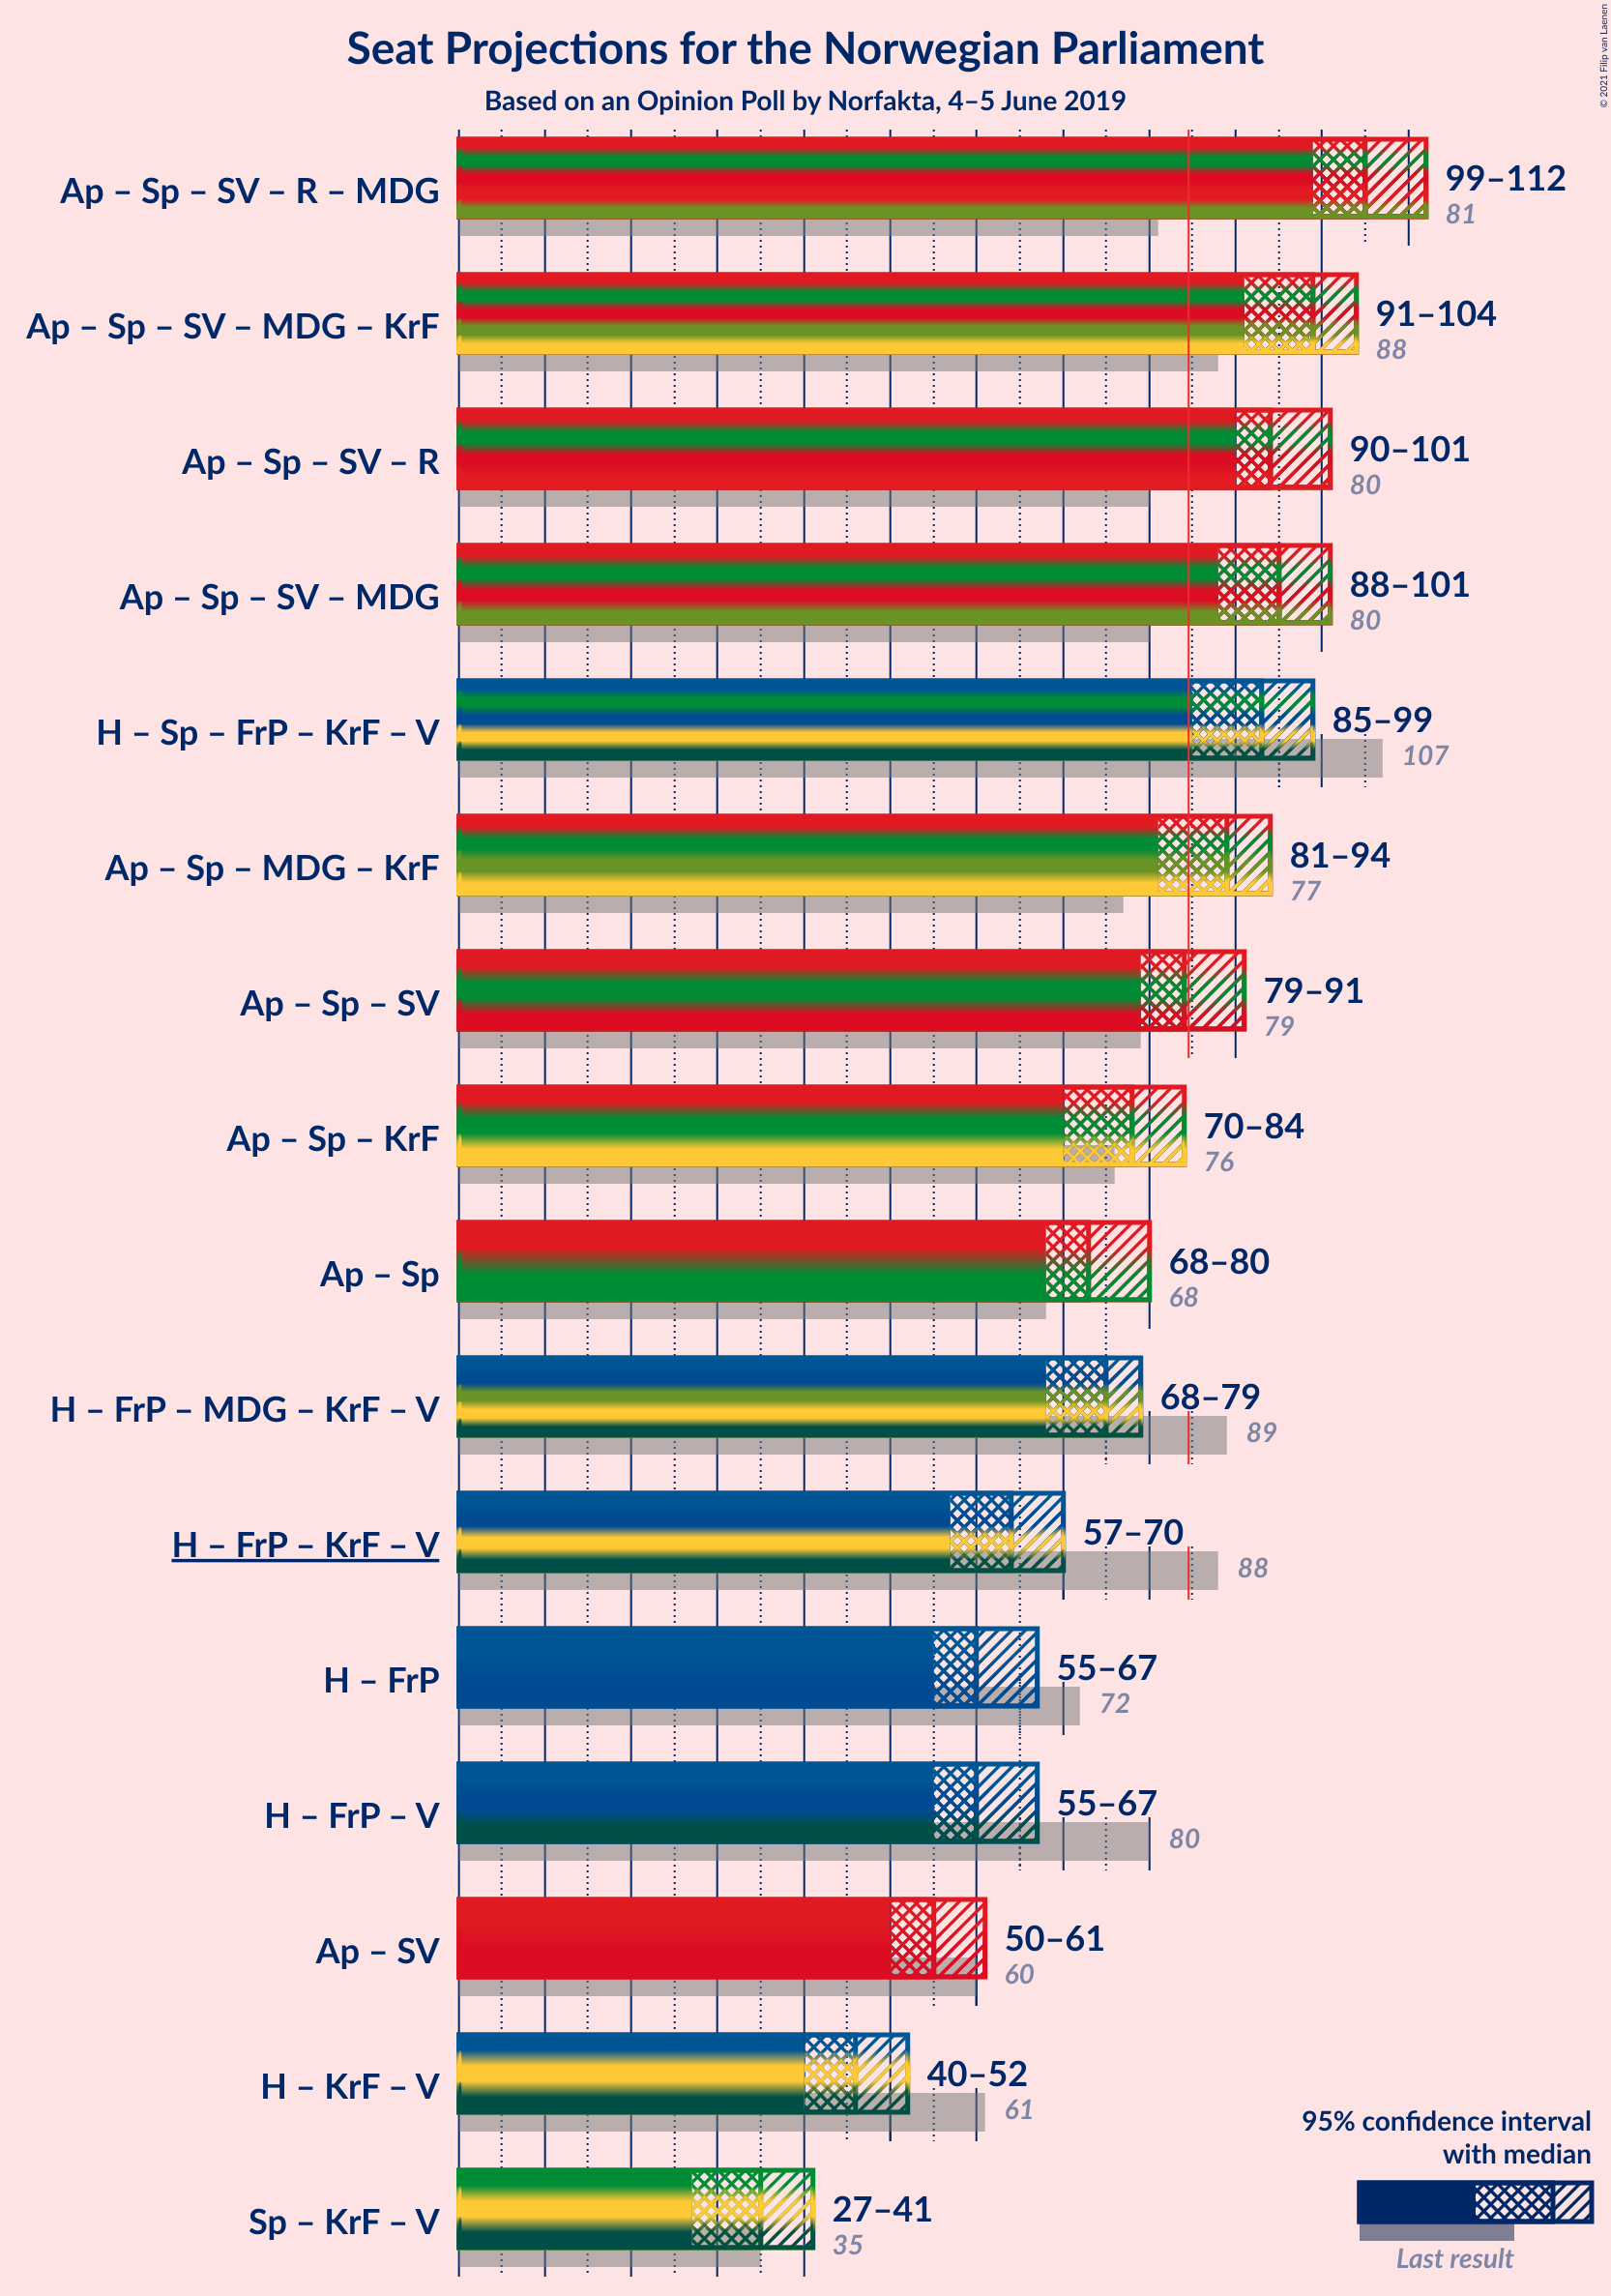 Seat Projections for the Norwegian Parliament
Based on an Opinion Poll by Norfakta, 4–5 June 2019
© 2021 Filip van Laenen
Ap – Sp – SV – R – MDG
99–112
81
Ap – Sp – SV – MDG – KrF
91–104
88
Ap – Sp – SV – R
90–101
80
Ap – Sp – SV – MDG
88–101
80
H – Sp – FrP – KrF – V
85–99
107
Ap – Sp – MDG – KrF
81–94
77
Ap – Sp – SV
79–91
79
Ap – Sp – KrF
70–84
76
Ap – Sp
68–80
68
H – FrP – MDG – KrF – V
68–79
89
H – FrP – KrF – V
57–70
88
H – FrP
55–67
72
H – FrP – V
55–67
80
Ap – SV
50–61
60
H – KrF – V
40–52
61
Sp – KrF – V
27–41
35
95% confidence interval
with median
Last result